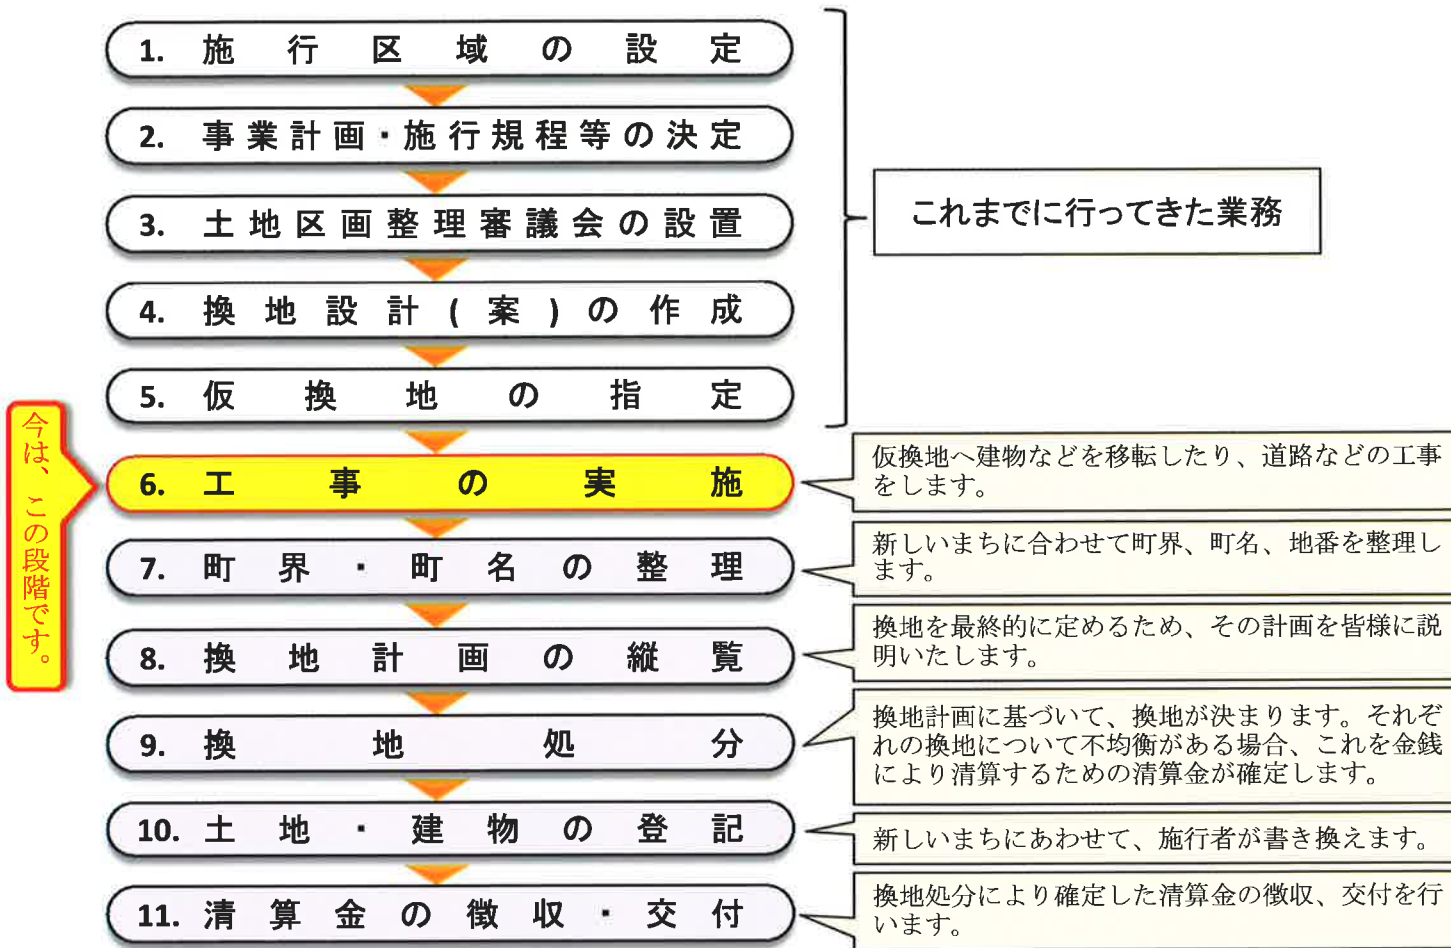 1. 施行区域の設定
2. 事業計画・施行規程等の決定
3. 土地区画整理審議会の設置
4. 換地設計(案)の作成
5. 仮換地の指定
これまでに行ってきた業務
今は、この段階です。
6. 工事の実施
仮換地へ建物などを移転したり、道路などの工事
をします。
7. 町界・町名の整理
新しいまちに合わせて町界、町名、地番を整理し
ます。
8. 換地計画の縦覧
換地を最終的に定めるため、その計画を皆様に説
明いたします。
9. 換地処分
換地計画に基づいて、換地が決まります。それぞ
れの換地について不均衡がある場合、これを金銭
により清算するための清算金が確定します。
10. 土地・建物の登記
新しいまちにあわせて、施行者が書き換えます。
11. 清算金の徴収・交付
換地処分により確定した清算金の徴収、交付を行
います。